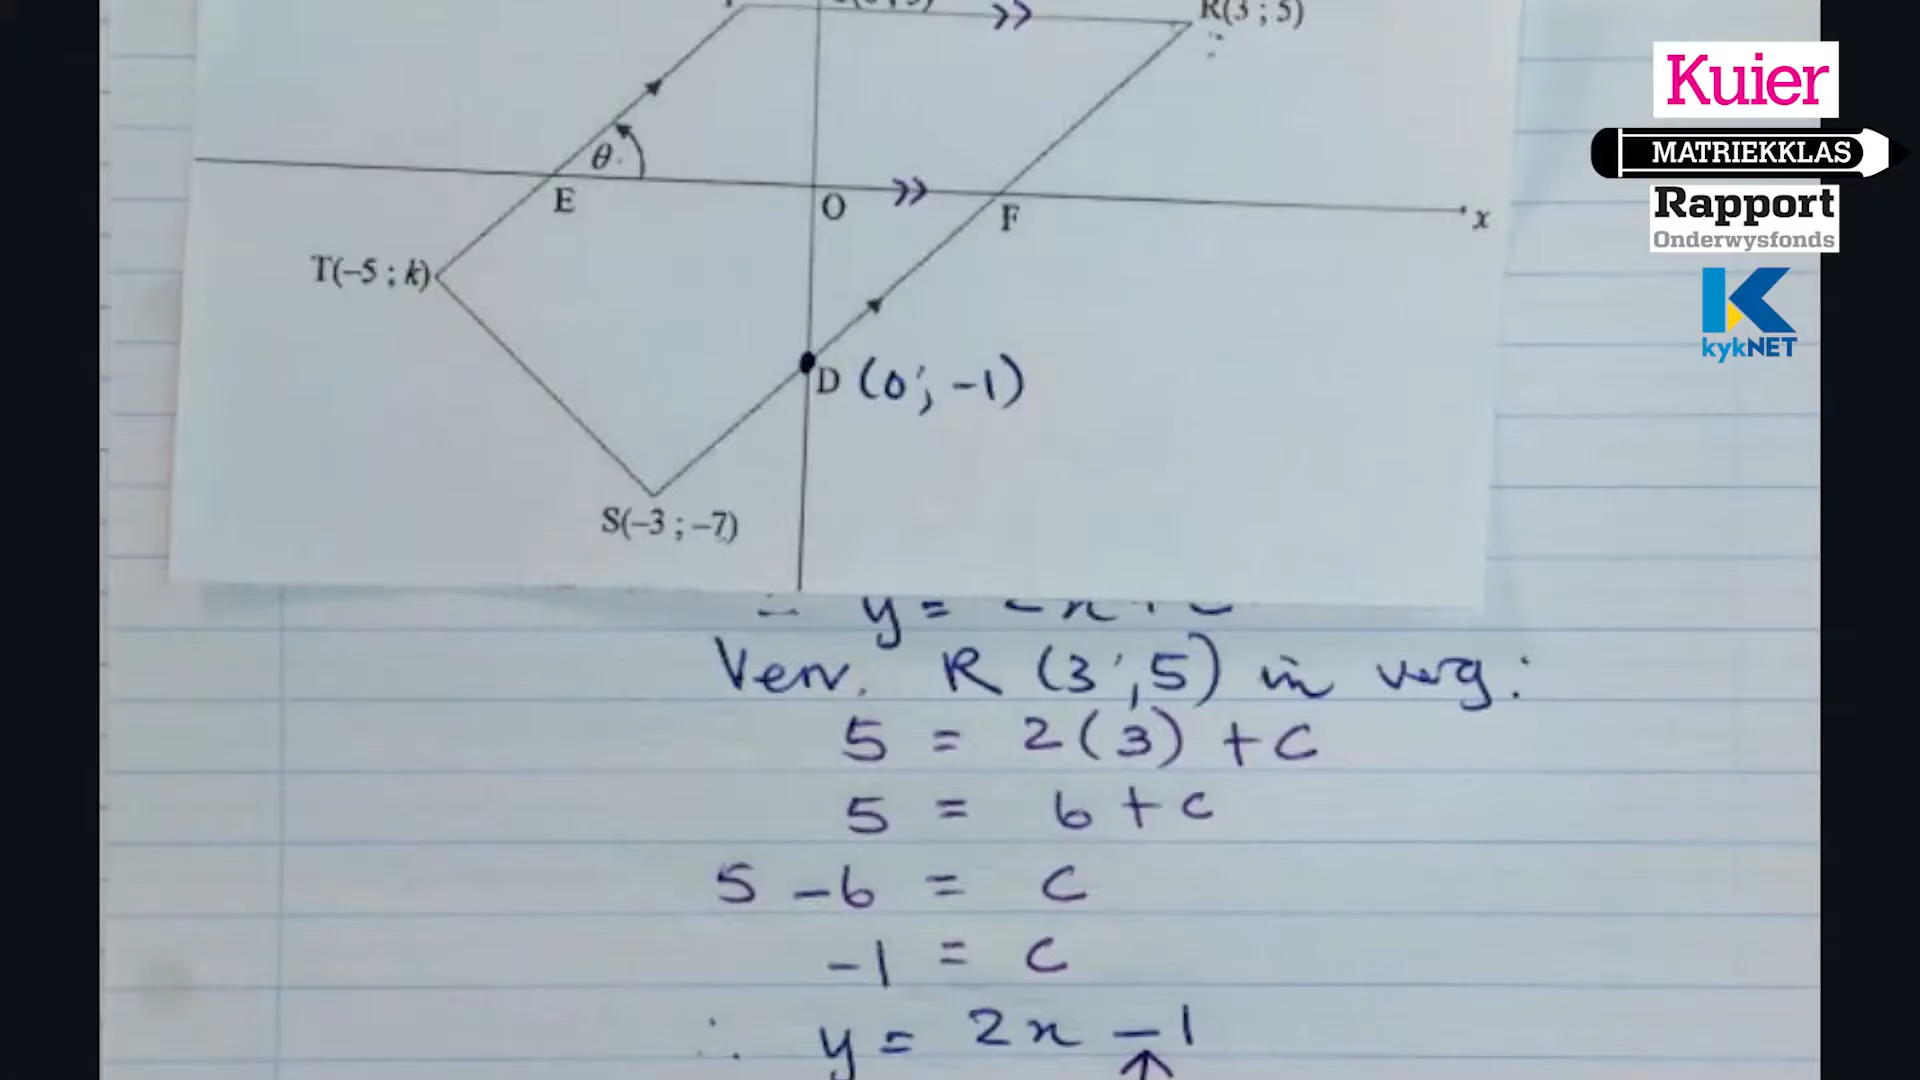 R(3 ; 5)
θ
E
O
F
x
T(–5 ; k)
D (0 ; -1)
S(–3 ; –7)
∴ y = 2x + c
Verv. R (3 ; 5) in verg :
5 = 2(3) + c
5 = 6 + c
5 - 6 = c
-1 = c
∴ y = 2x - 1
Kuier
MATRIEKKLAS
Rapport
Onderwysfonds
kykNET